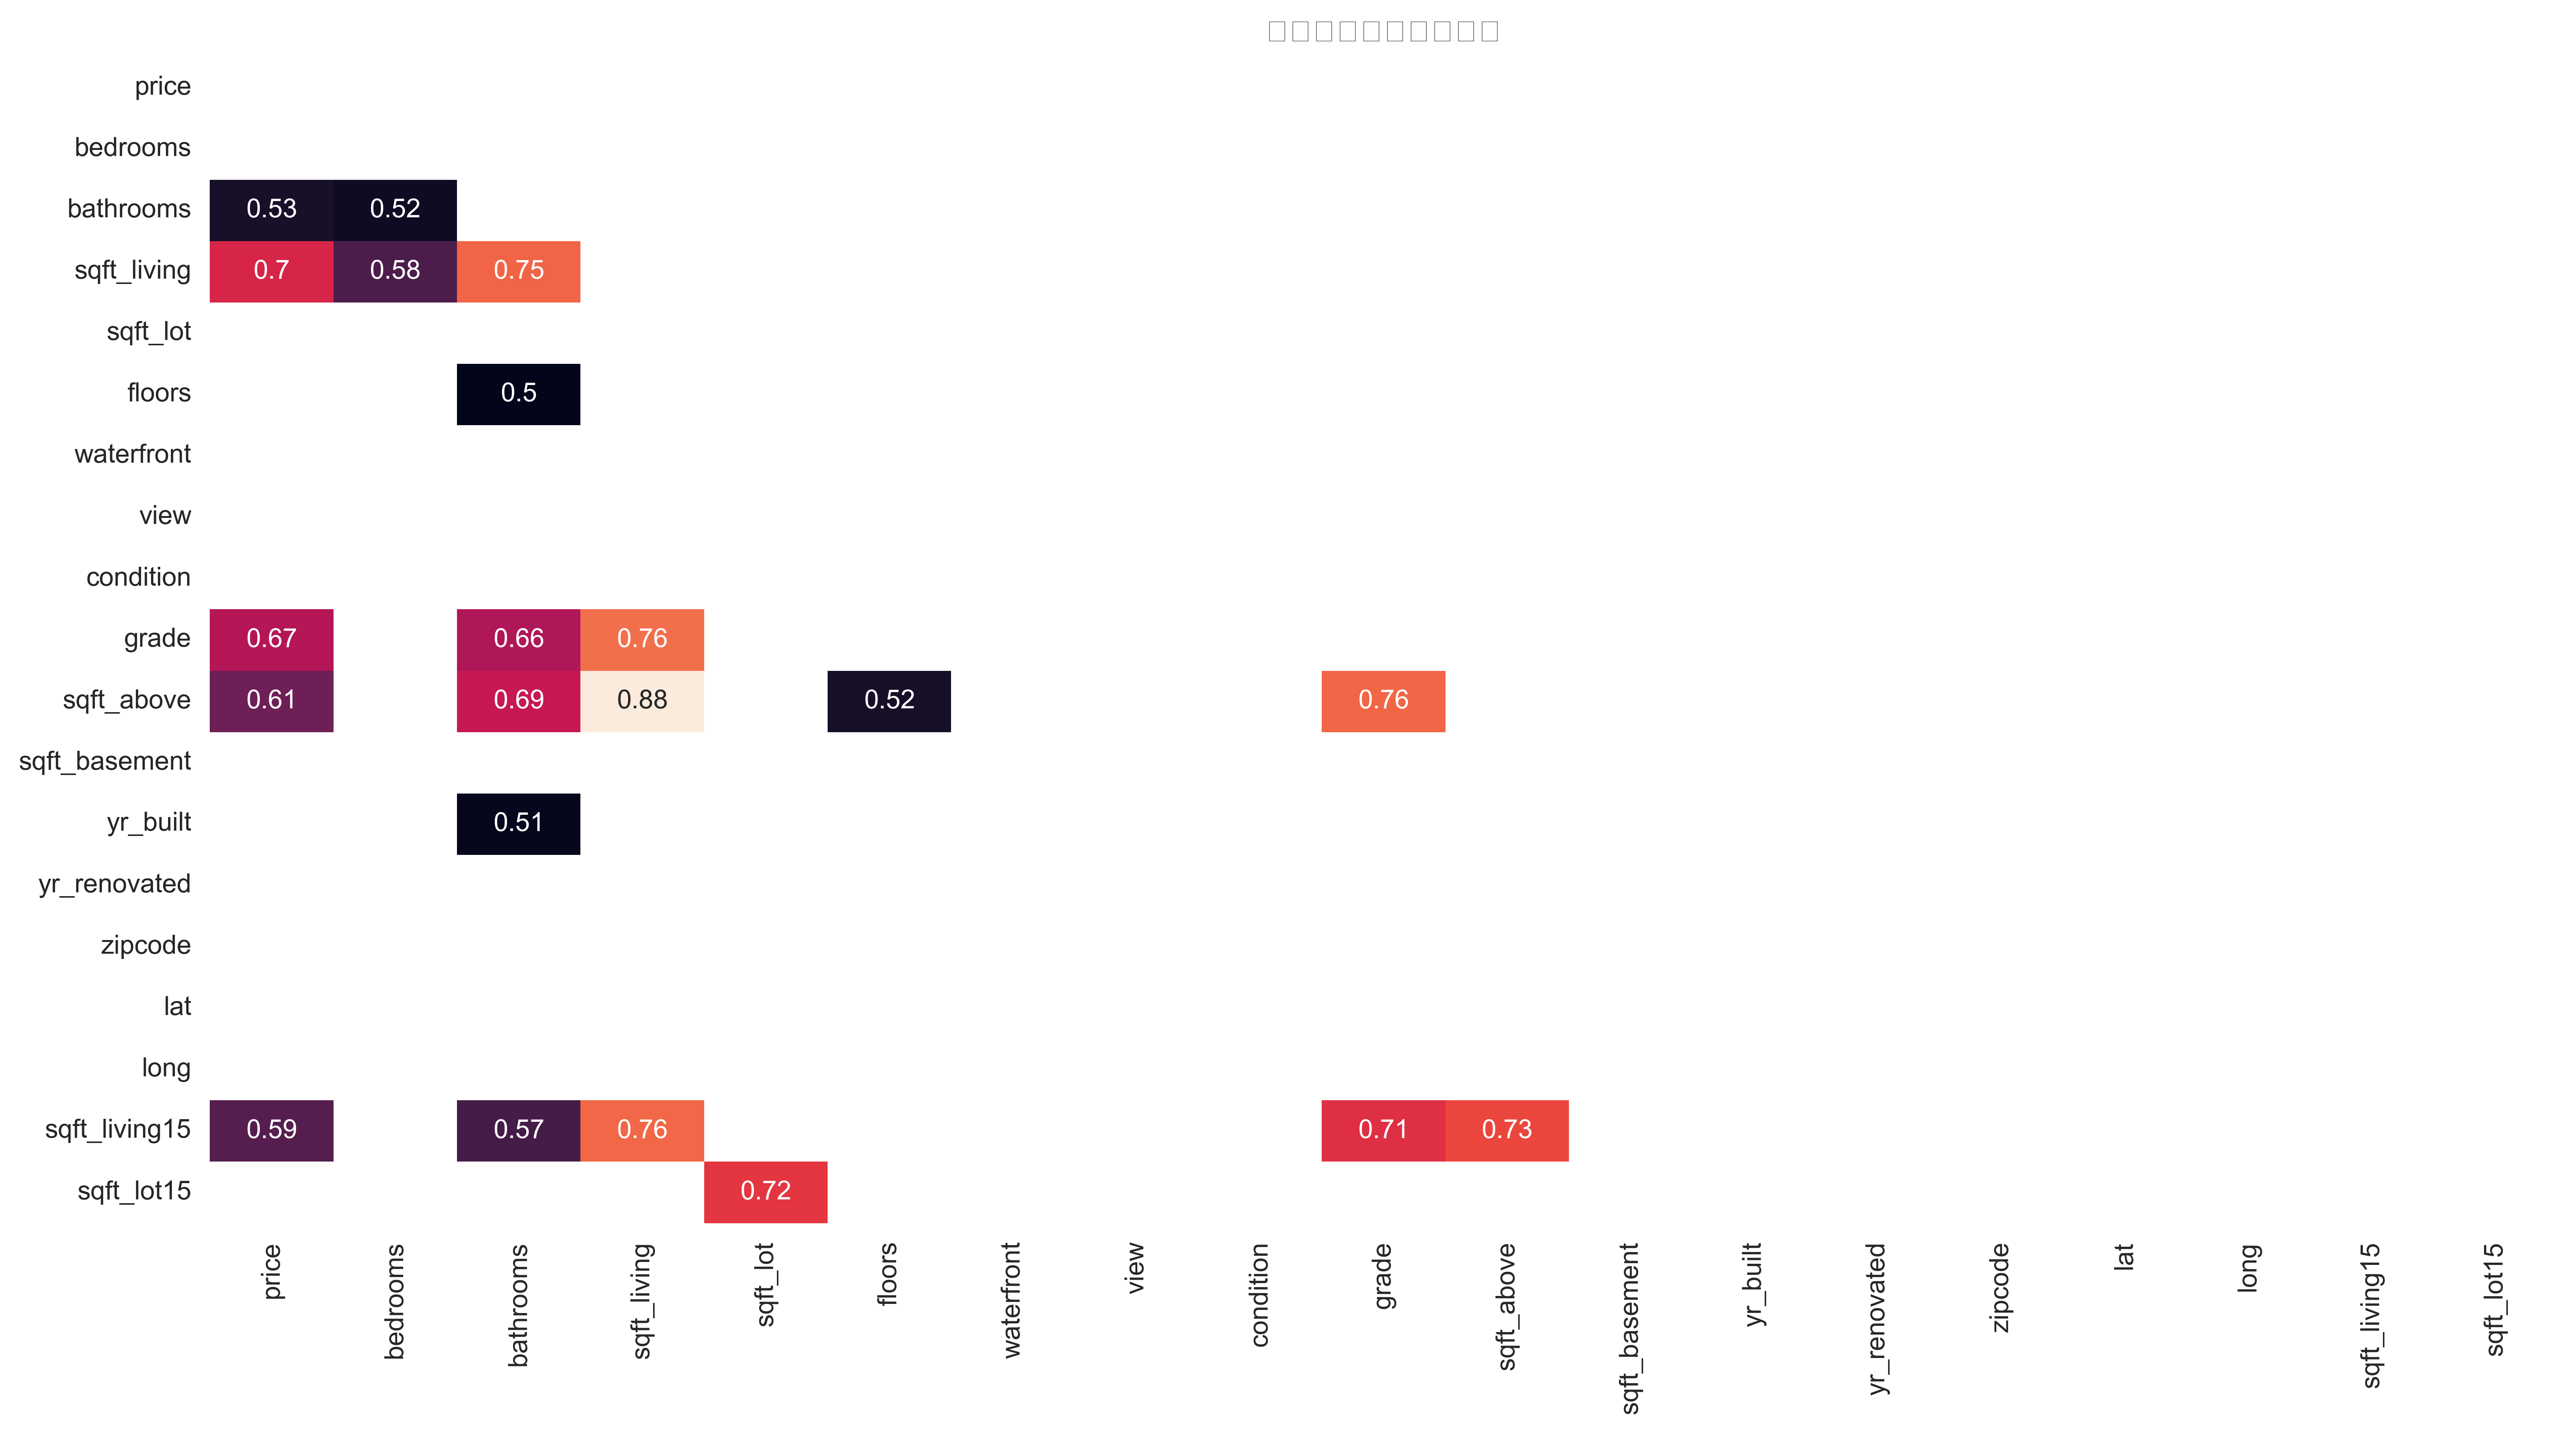 price
bedrooms
bathrooms 0.53 0.52
sqft_living 0.7 0.58 0.75
sqft_lot
floors 0.5
waterfront
view
condition
grade 0.67 0.66 0.76
sqft_above 0.61 0.69 0.88 0.52 0.76
sqft_basement
yr_built 0.51
yr_renovated
zipcode
lat
long
sqft_living15 0.59 0.57 0.76 0.71 0.73
sqft_lot15 0.72
price bedrooms bathrooms sqft_living sqft_lot floors waterfront view condition grade sqft_above sqft_basement yr_built yr_renovated zipcode lat long sqft_living15 sqft_lot15